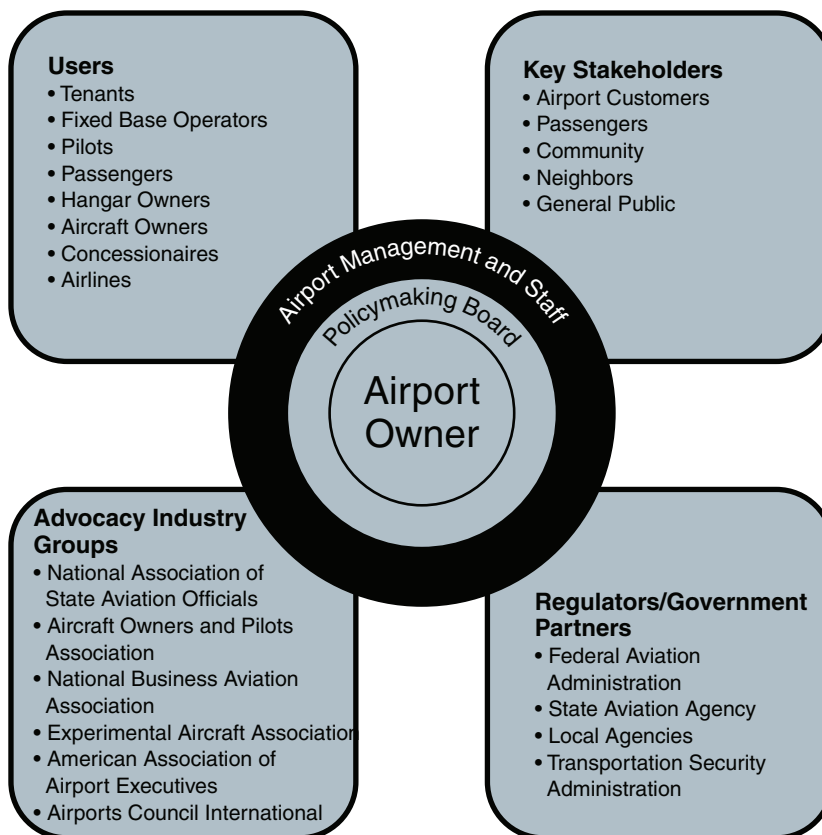 Users
• Tenants
• Fixed Base Operators
• Pilots
• Passengers
• Hangar Owners
• Aircraft Owners
• Concessionaires
• Airlines
Key Stakeholders
• Airport Customers
• Passengers
• Community
• Neighbors
• General Public
Airport Management and Staff
Policymaking Board
Airport
Owner
Advocacy Industry
Groups
• National Association of
State Aviation Officials
• Aircraft Owners and Pilots
Association
• National Business Aviation
Association
• Experimental Aircraft Association
• American Association of
Airport Executives
• Airports Council International
Regulators/Government
Partners
• Federal Aviation
Administration
• State Aviation Agency
• Local Agencies
• Transportation Security
Administration